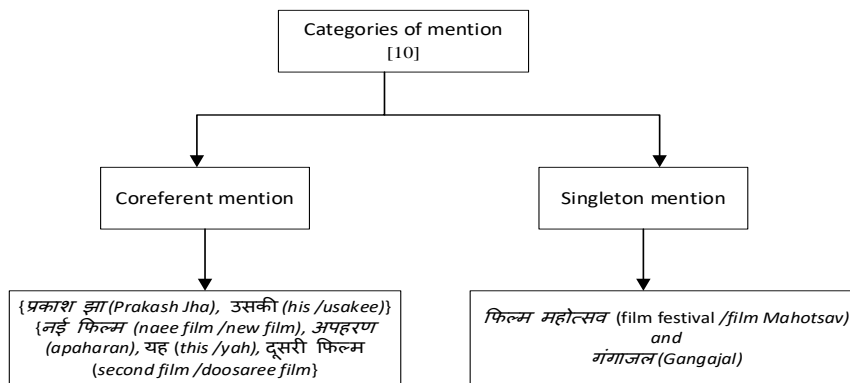 Categories of mention
[10]
Coreferent mention
Singleton mention
{प्रकाश झा (Prakash Jha), उसकी (his /usakee)}
{नई फिल्म (naee film /new film), अपहरण
(apaharan), यह (this /yah), दूसरी फिल्म
(second film /doosaree film}
फिल्म महोत्सव (film festival /film Mahotsav)
and
गंगाजल (Gangajal)